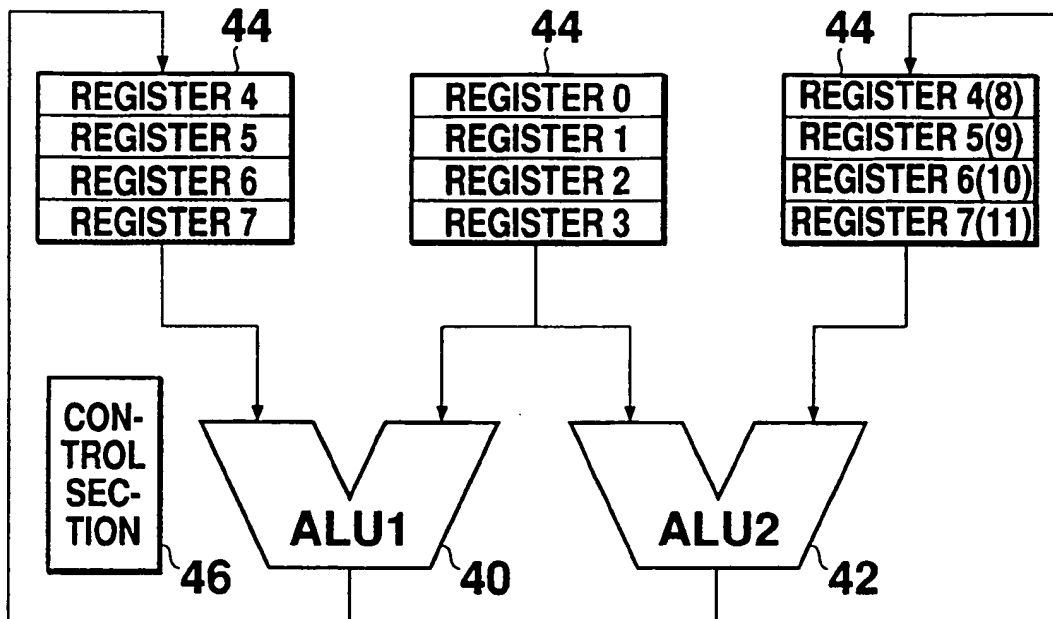 44
44
44
REGISTER 4
REGISTER 5
REGISTER 6
REGISTER 7
REGISTER 0
REGISTER 1
REGISTER 2
REGISTER 3
REGISTER 4(8)
REGISTER 5(9)
REGISTER 6(10)
REGISTER 7(11)
CON-
TROL
SEC-
TION
46
ALU1
40
ALU2
42